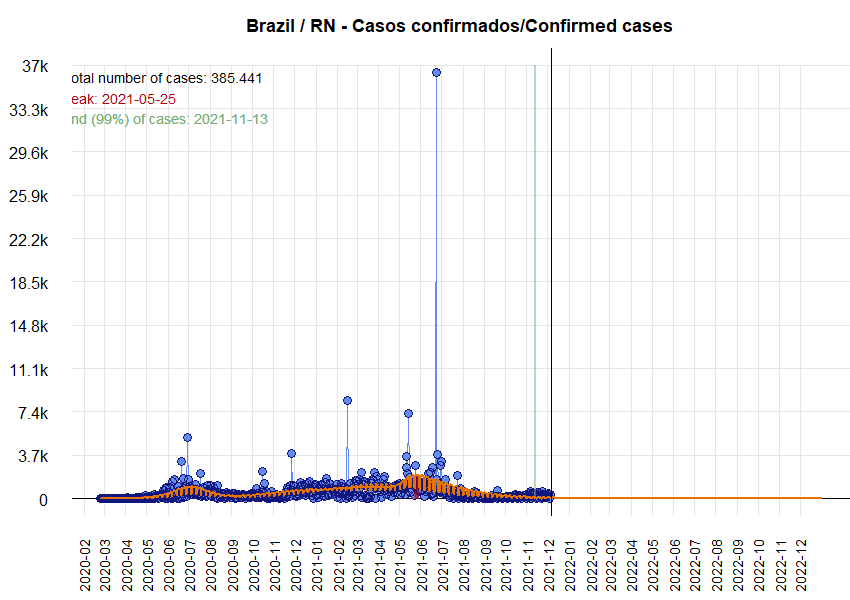 Brazil / RN - Casos confirmados/Confirmed cases
37k
otal number of cases: 385.441
eak: 2021-05-25
33.3k
nd (99%) of cases: 2021-11-13
29.6k
25.9k
22.2k
18.5k
14.8k
11.1k
7.4k
3.7k
0
2020-02
2020-03
2020-04
2020-05
2020-06
2020-07
2020-08
2020-09
2020-10
2020-11
2020-12
2021-01
2021-02
2021-03
2021-04
2021-05
2021-06
2021-07
2021-08
2021-09
2021-10
2021-11
2021-12
2022-01
2022-02
2022-03
2022-04
2022-05
2022-06
2022-07
2022-08
2022-09
2022-10
2022-11
2022-12